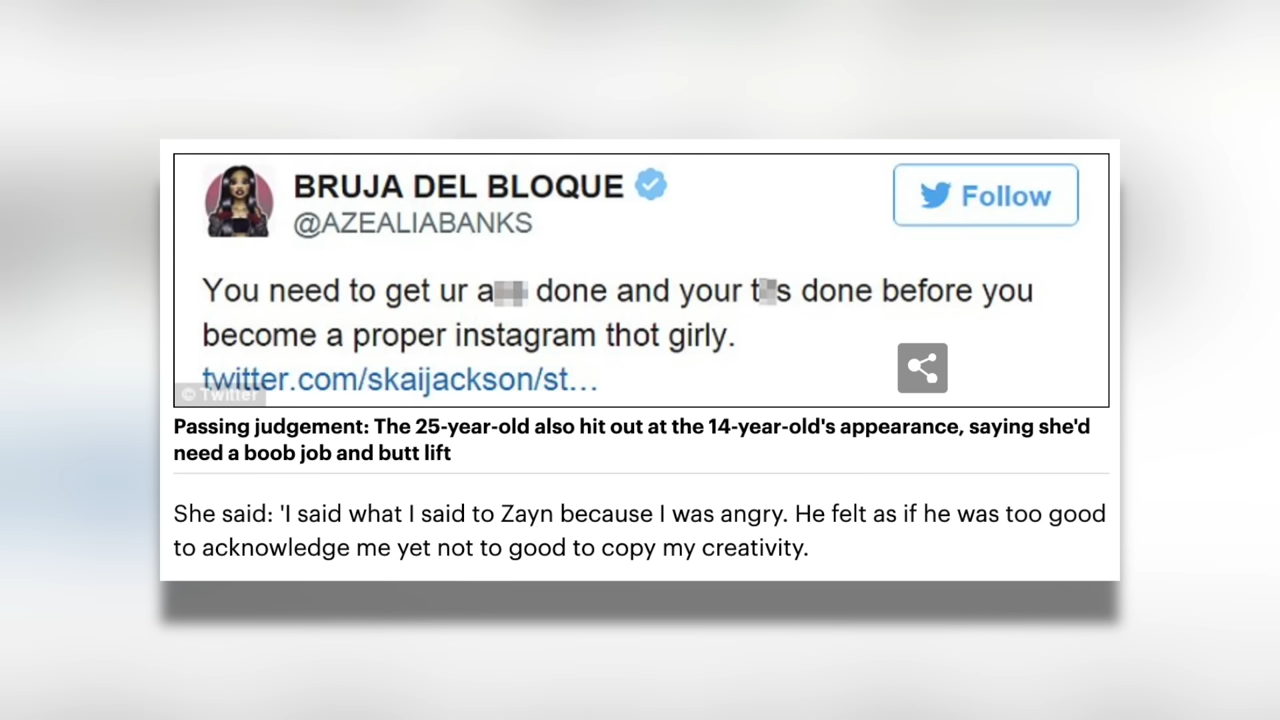 BRUJA DEL BLOQUE
@AZEALIABANKS
Follow
You need to get ur a done and your t s done before you
become a proper instagram thot girly.
twitter.com/skaijackson/st...
© Twitter
Passing judgement: The 25-year-old also hit out at the 14-year-old's appearance, saying she'd
need a boob job and butt lift
She said: 'I said what I said to Zayn because I was angry. He felt as if he was too good
to acknowledge me yet not to good to copy my creativity.